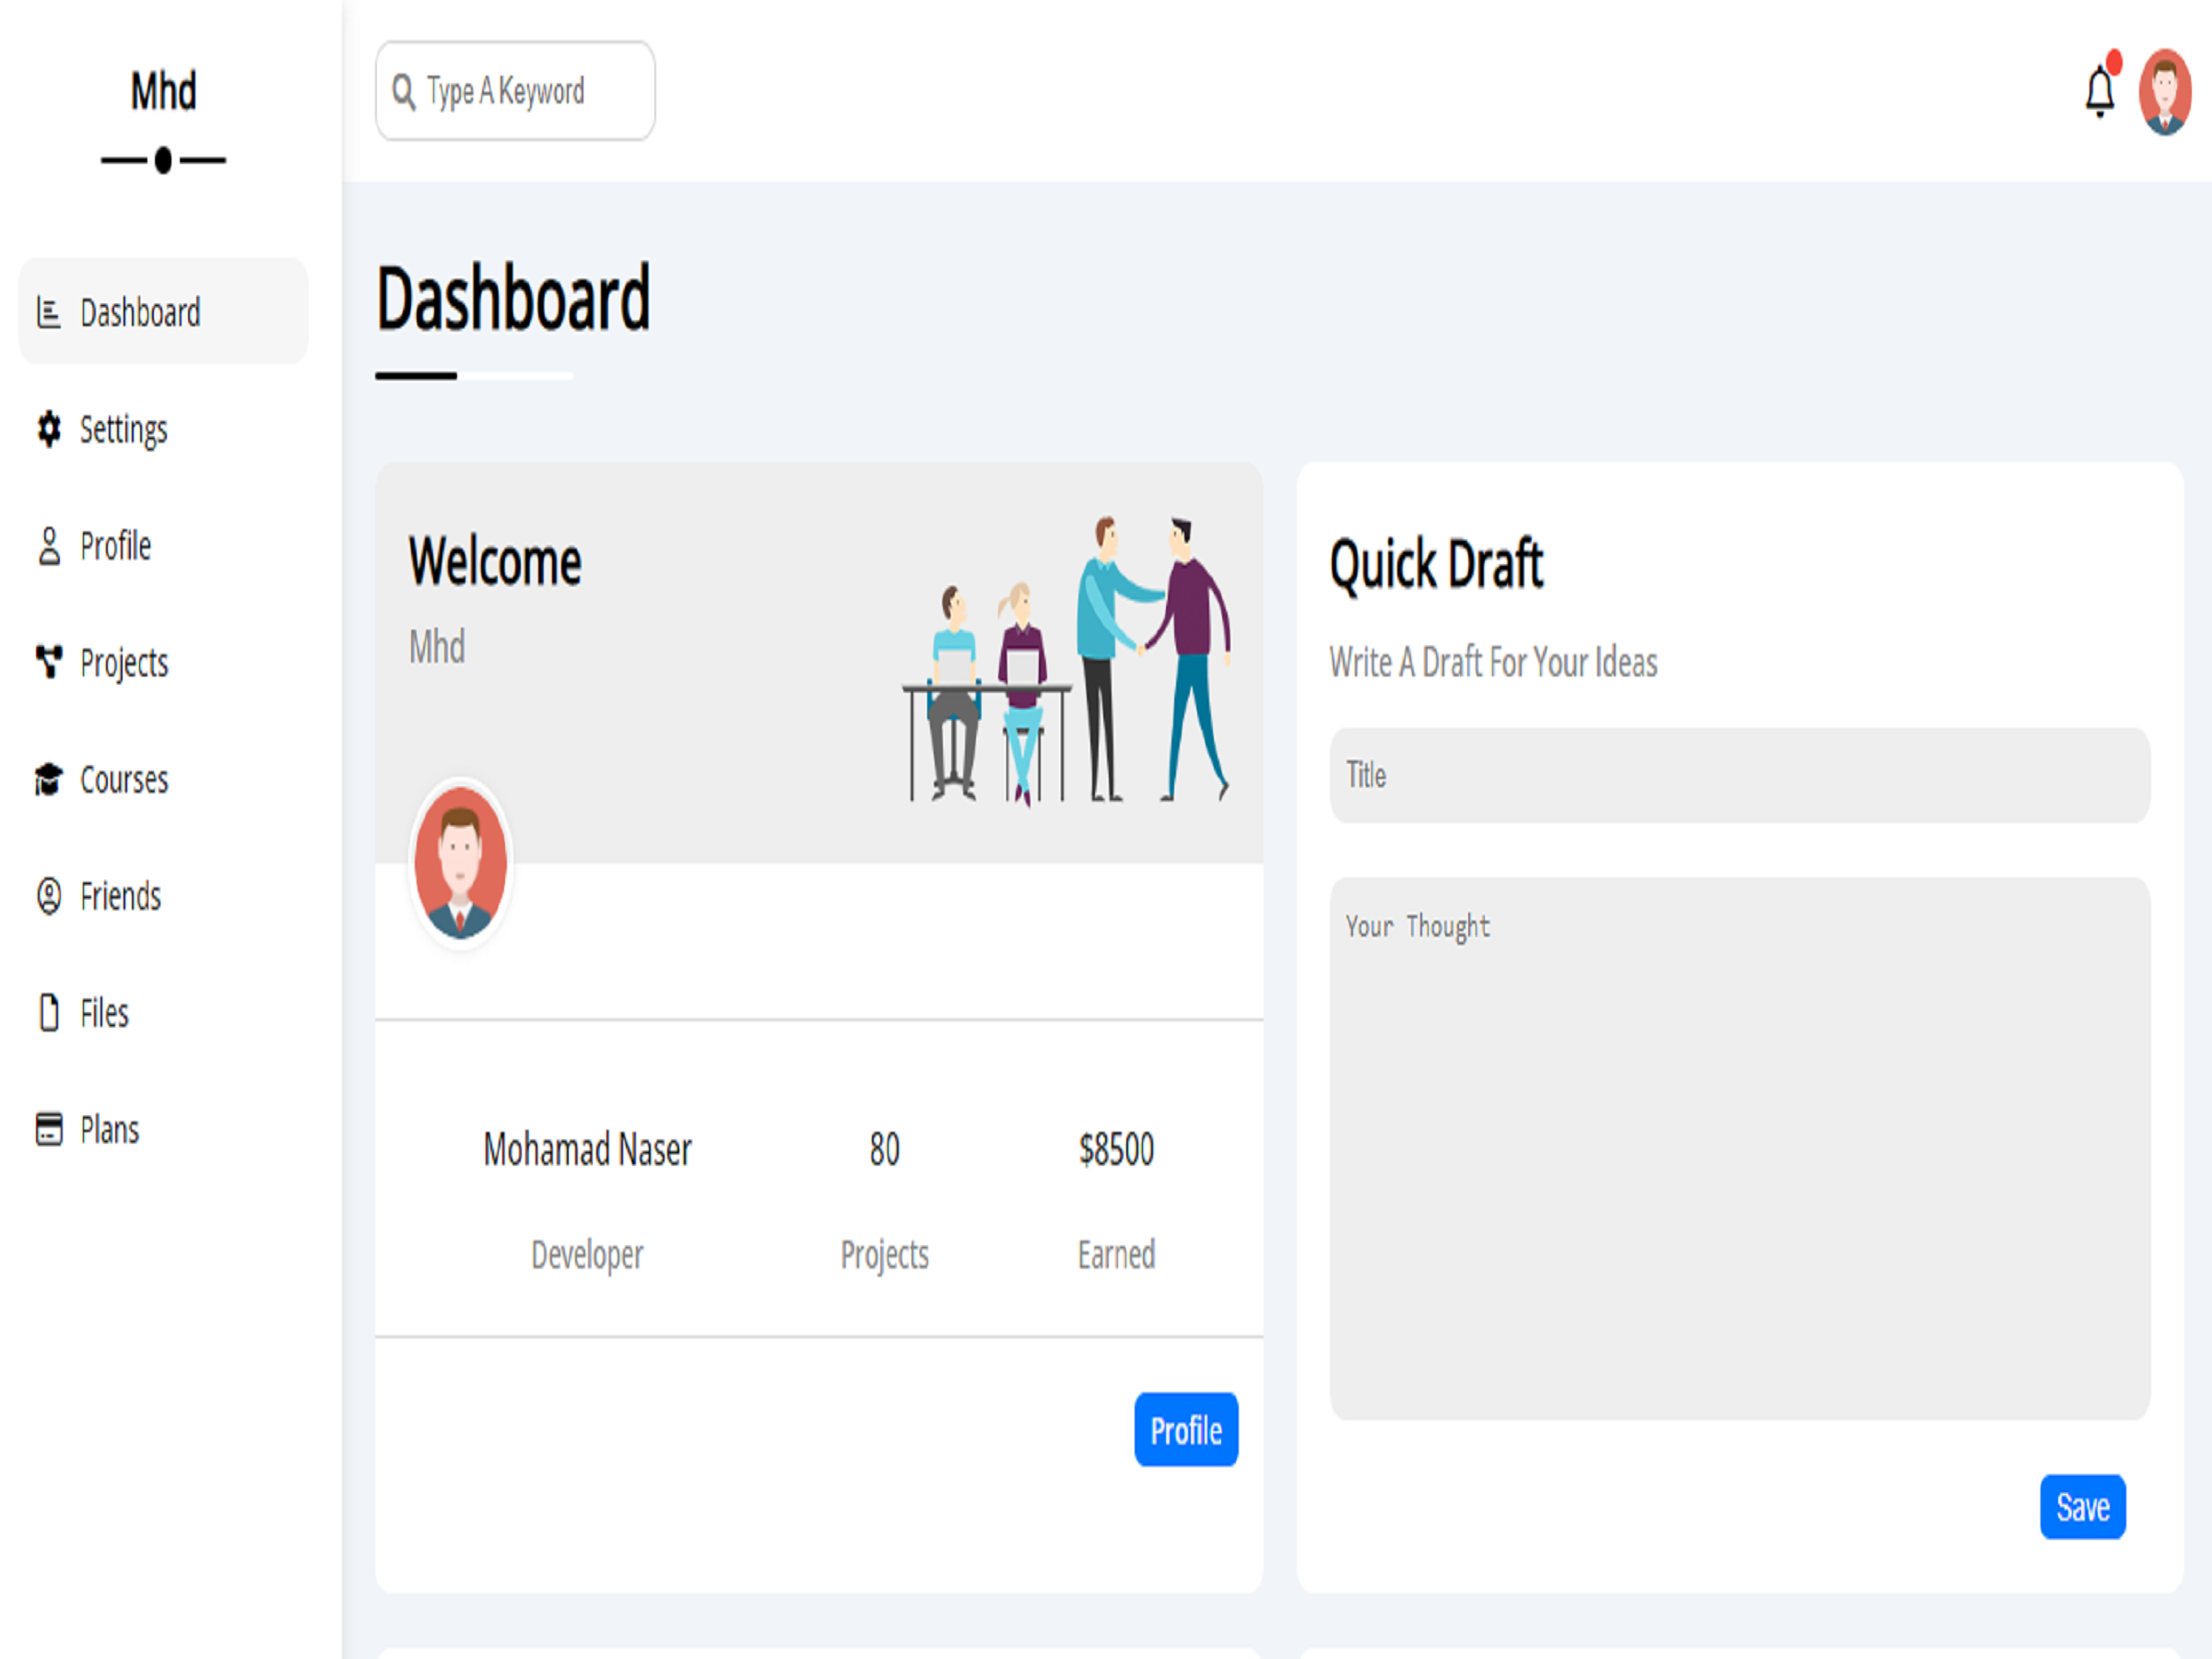 Mhd
Type A Keyword
Dashboard
Settings
Profile
Projects
Courses
Friends
Files
Plans
Dashboard
Welcome
Mhd
Mohamad Naser
80
$8500
Developer
Projects
Earned
Profile
Quick Draft
Write A Draft For Your Ideas
Title
Your Thought
Save